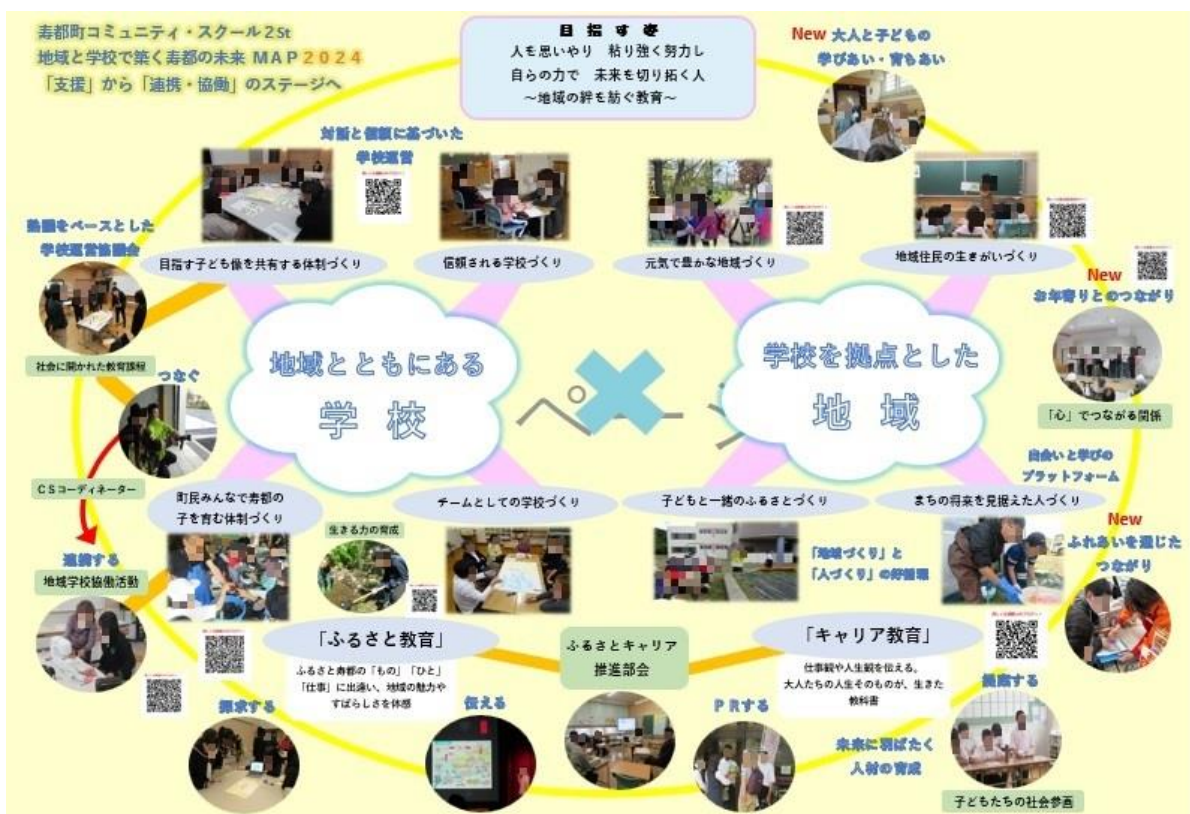 寿都町コミュニティ・スクール2St
地域と学校で築く寿都の未来 MAP2024
「支援」から「連携・協働」のステージへ
目指す姿
人を思いやり 粘り強く努力し
自らの力で 未来を切り拓く人
～地域の絆を紡ぐ教育～
New 大人と子どもの
学びあい・育ちあい
対話と信頼に基づいた
学校運営
熟議をベースとした
学校運営協議会
目指す子ども像を共有する体制づくり
信頼される学校づくり
元気で豊かな地域づくり
地域住民の生きがいづくり
New
お年寄りとのつながり
社会に開かれた教育課程
つなぐ
地域とともにある
学校
学校を拠点とした
地域
「心」でつながる関係
CSコーディネーター
出会いと学びの
プラットフォーム
町民みんなで寿都の
子を育む体制づくり
チームとしての学校づくり
子どもと一緒のふるさとづくり
まちの将来を見据えた人づくり
生きる力の育成
New
ふれあいを通じた
つながり
連携する
地域学校協働活動
「地域づくり」と
「人づくり」の好循環
「ふるさと教育」
ふるさと寿都の「もの」「ひと」
「仕事」に出逢い、地域の魅力や
すばらしさを体感
ふるさとキャリア
推進部会
「キャリア教育」
仕事観や人生観を伝える。
大人たちの人生そのものが、生きた
教科書
探求する
伝える
PRする
提案する
未来に羽ばたく
人材の育成
子どもたちの社会参画